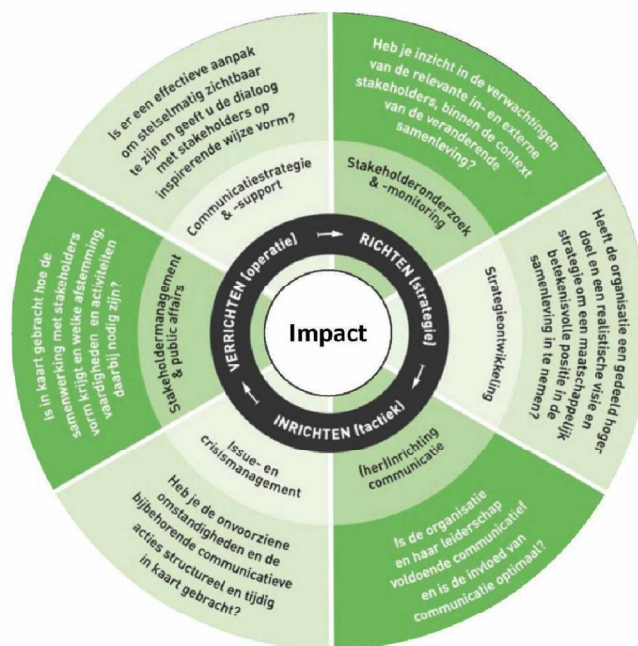 Impact
RICHTEN (strategie)
INRICHTEN (tactiek)
VERRICHTEN (operatie)
Stakeholderonderzoek
& -monitoring
Heb je inzicht in de verwachtingen
van de relevante in- en externe
stakeholders, binnen de context
van de veranderende
samenleving?
Strategieontwikkeling
Heeft de organisatie een gedeeld hoger
doel en een realistische visie en
strategie om een maatschappelijk
betekenisvolle positie in de
samenleving in te nemen?
(her)inrichting
communicatie
Is de organisatie
en haar leiderschap
voldoende communicatief
en is de invloed van
communicatie optimaal?
Issue- en
crisismanagement
Heb je de onvoorziene
omstandigheden en de
bijbehorende communicatieve
acties structureel en tijdig
in kaart gebracht?
Stakeholdermanagement
& public affairs
Is in kaart gebracht hoe de
samenwerking met stakeholders
vorm krijgt en welke afstemming,
vaardigheden en activiteiten
daarbij nodig zijn?
Communicatiestrategie
& -support
Is er een effectieve aanpak
om stetselmatig zichtbaar
te zijn en geeft u de dialoog
met stakeholders op
inspirerende wijze vorm?